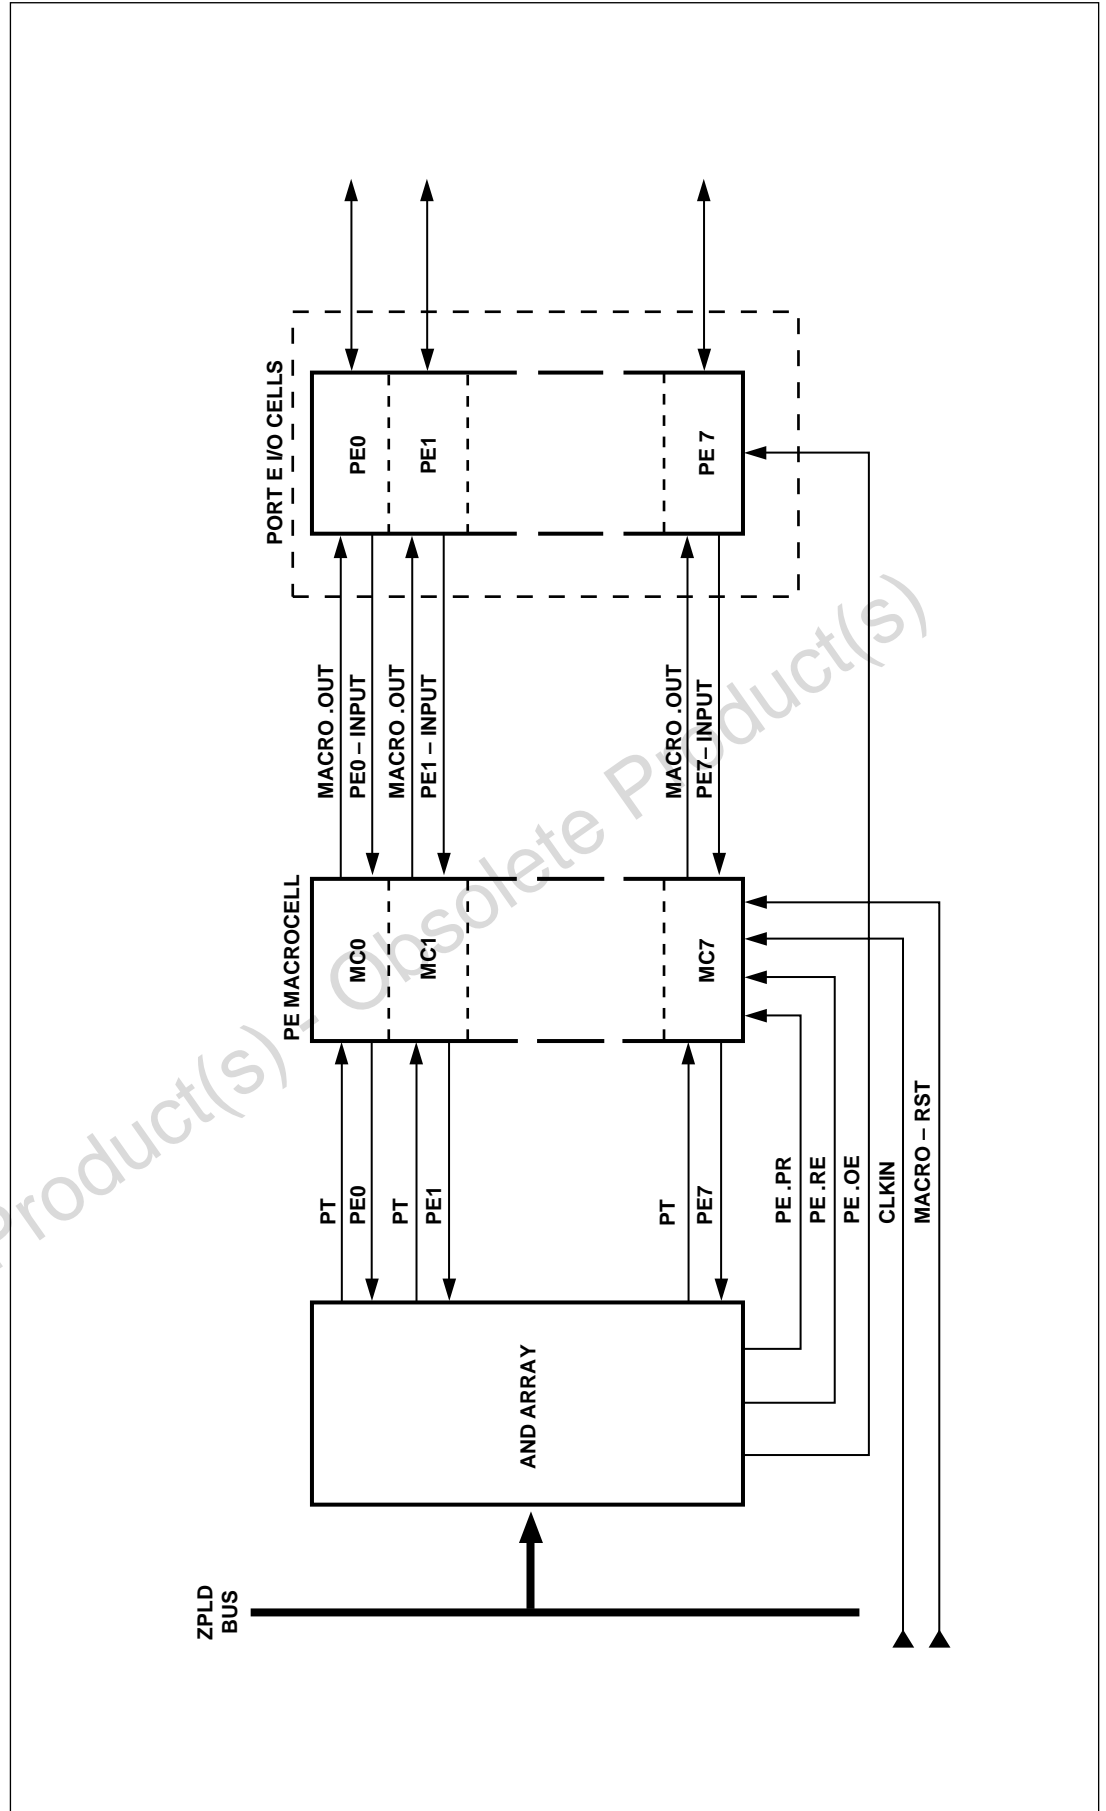 PORT E I/O CELLS
PE0
PE1
PE 7
MACRO .OUT
PE0 – INPUT
MACRO .OUT
PE1 – INPUT
MACRO .OUT
PE7– INPUT
PE MACROCELL
MC0
MC1
MC7
PT
PE0
PT
PE1
PT
PE7
PE .PR
PE .RE
PE .OE
CLKIN
MACRO – RST
AND ARRAY
ZPLD
BUS
Product(s) - Obsolete Product(s)